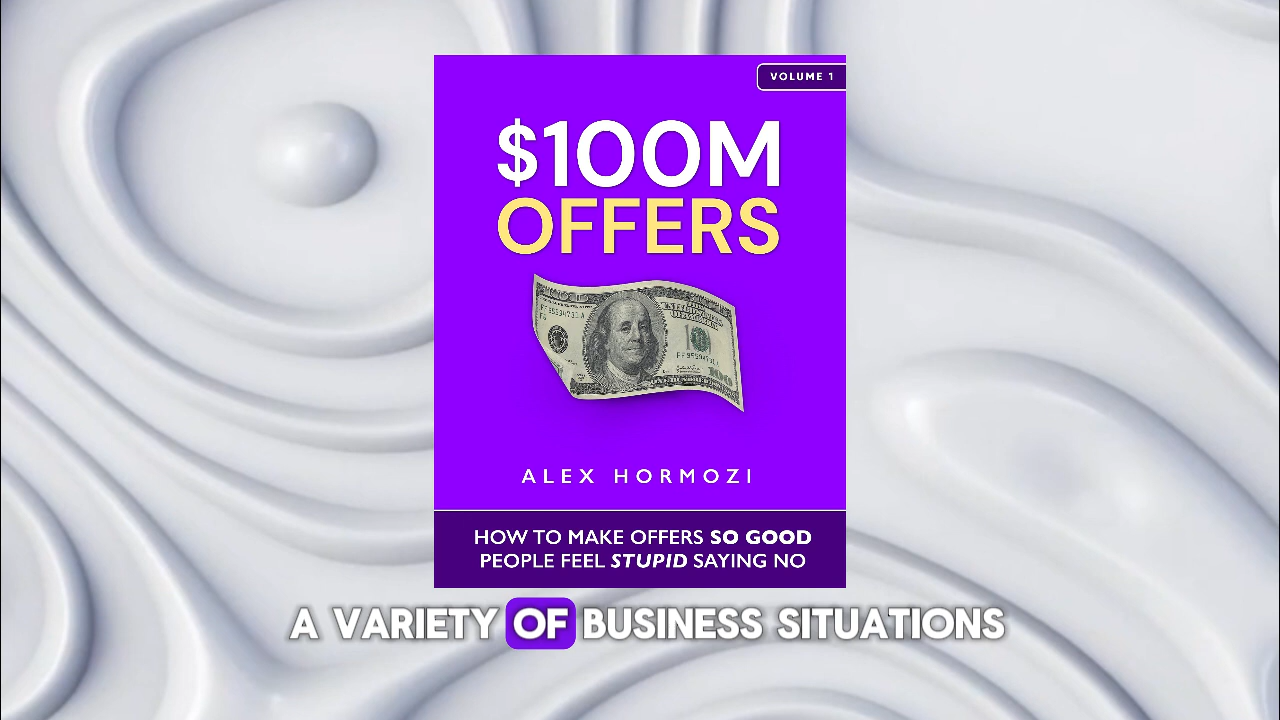 VOLUME 1
$100M
OFFERS
100
ALEX HORMOZI
HOW TO MAKE OFFERS SO GOOD
PEOPLE FEEL STUPID SAYING NO
A VARIETY OF BUSINESS SITUATIONS